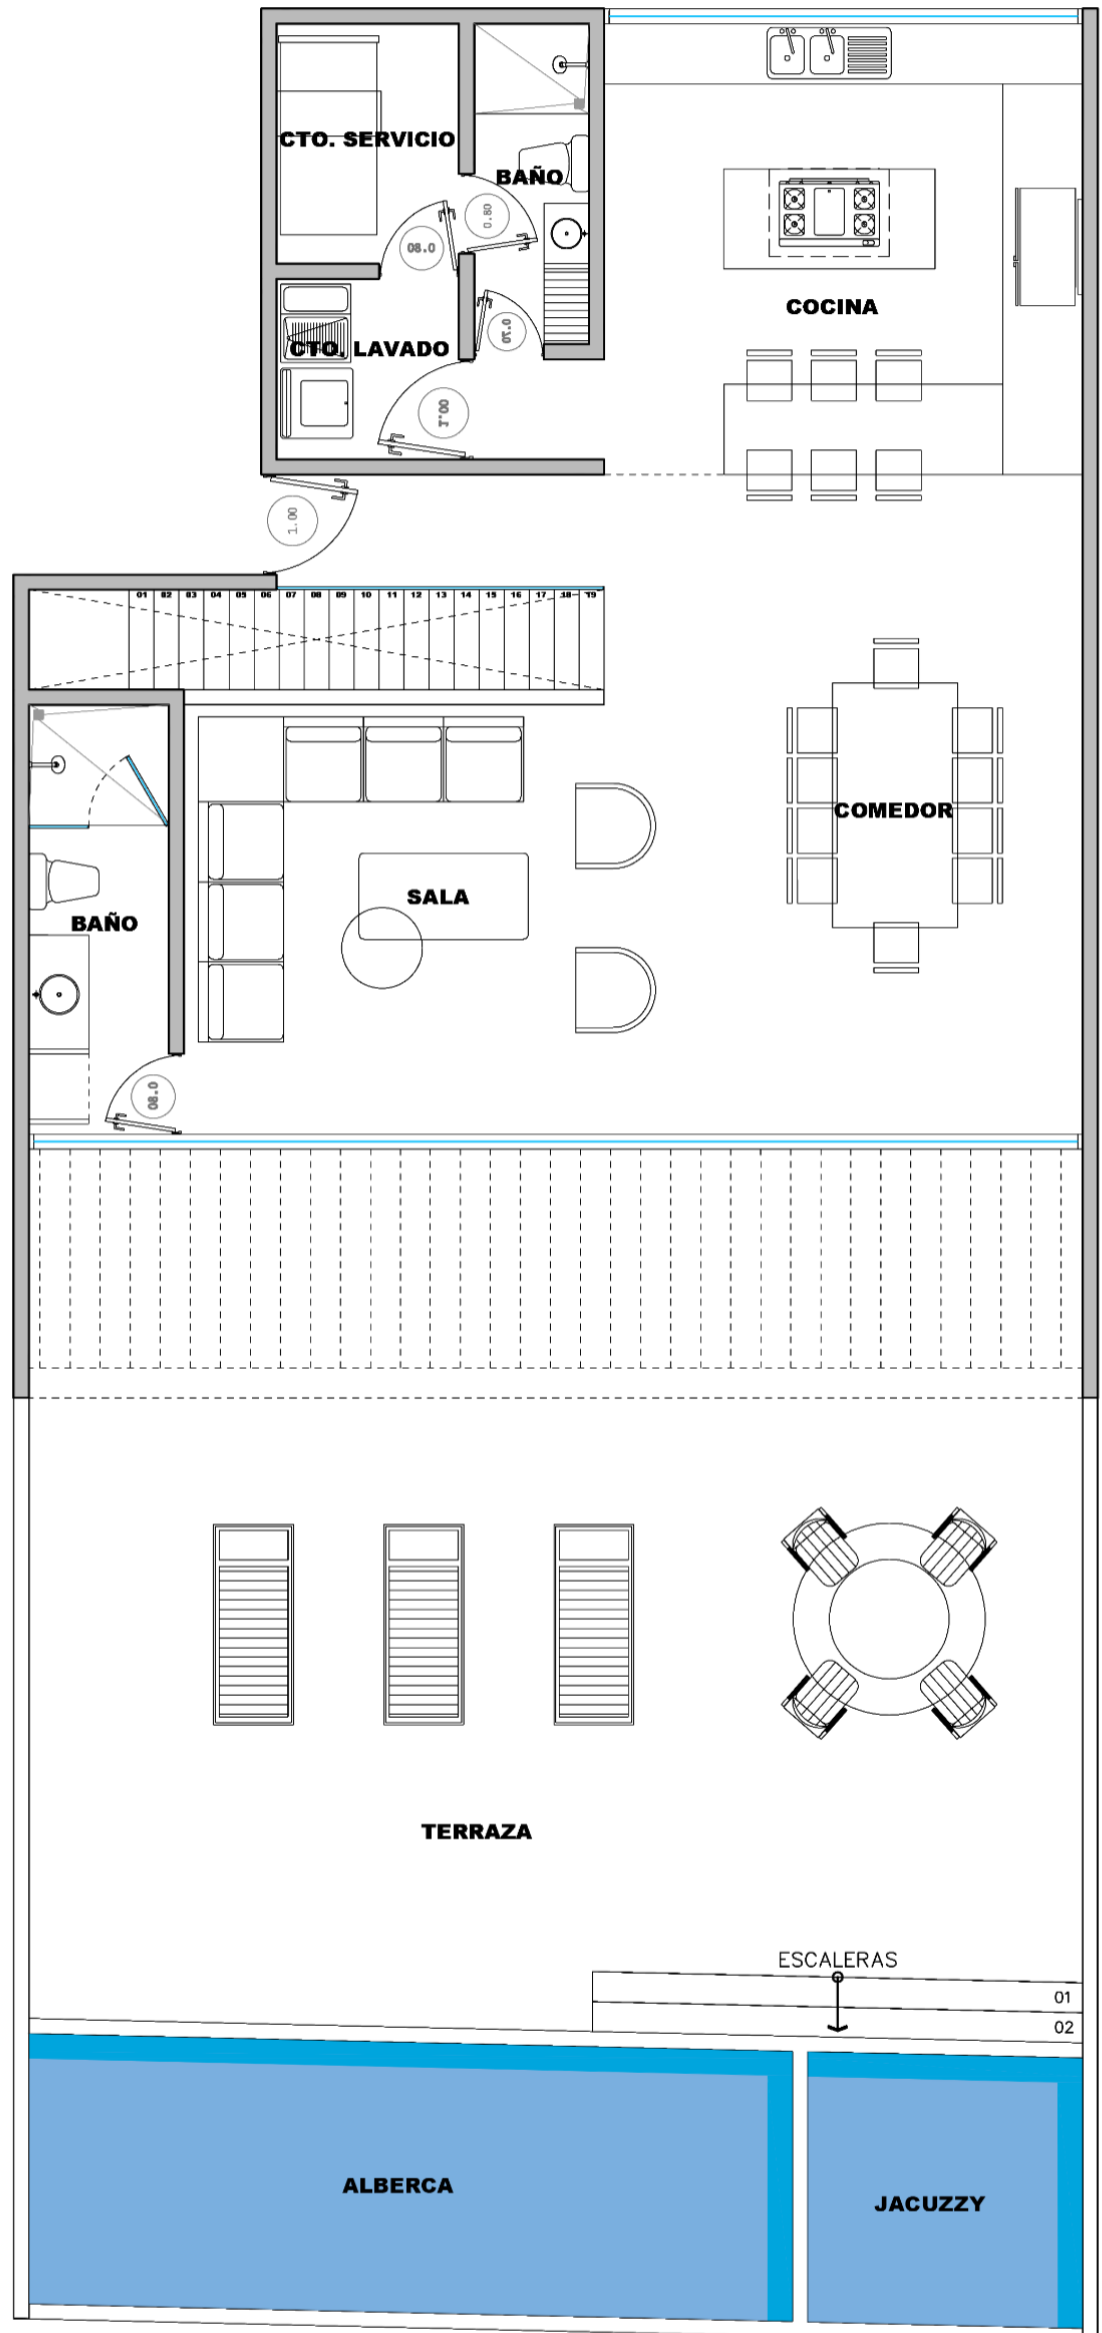 CTO. SERVICIO
BAÑO
0.80
0.80
COCINA
0.70
CTO. LAVADO
1.00
1.00
01 02 03 04 05 06 07 08 09 10 11 12 13 14 15 16 17 18 19
COMEDOR
SALA
BAÑO
0.80
TERRAZA
ESCALERAS
01
02
ALBERCA
JACUZZY